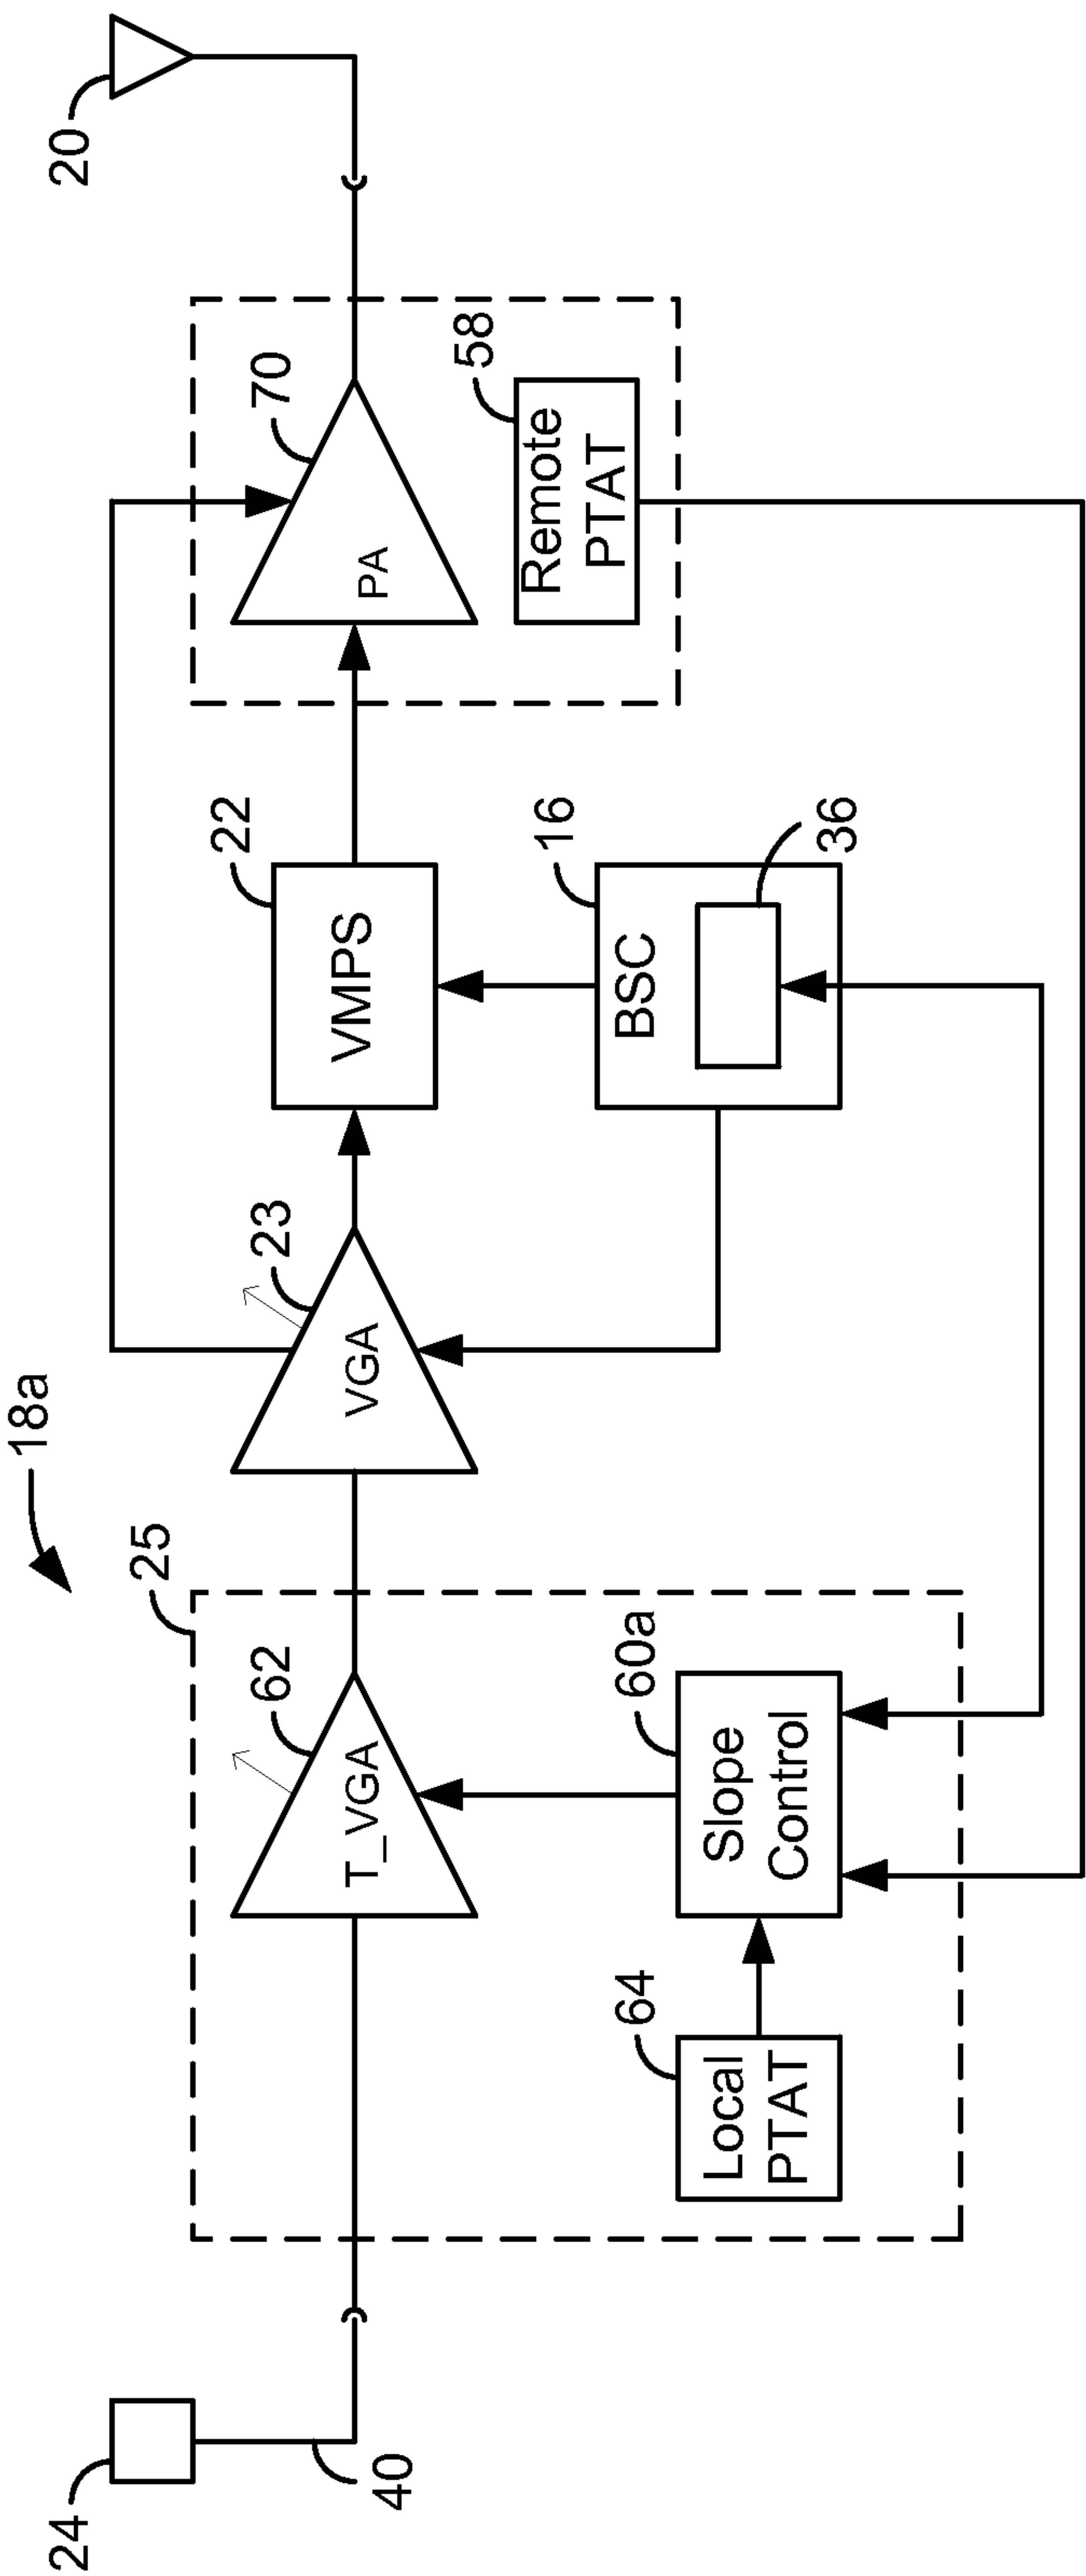 18a
24
40
25
62
T_VGA
60a
Slope
Control
64
Local
PTAT
23
VGA
22
VMPS
16
BSC
36
70
PA
58
Remote
PTAT
20